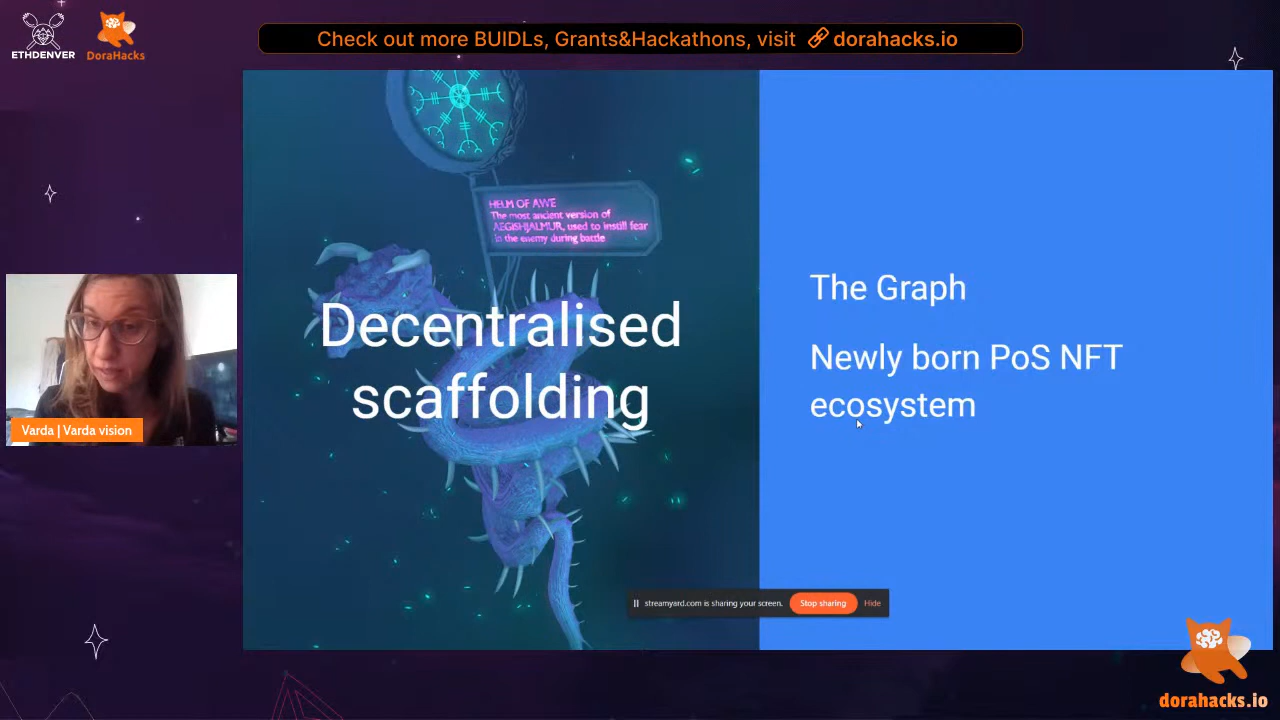 ETHDENVER
DoraHacks
Check out more BUIDLs, Grants&Hackathons, visit dorahacks.io
HELM OF AWE
The most ancient version of
AEGISHJALMUR, used to instill fear
in the enemy during battle
Decentralised
scaffolding
The Graph
Newly born PoS NFT
ecosystem
Varda | Varda vision
streamyard.com is sharing your screen.
Stop sharing
Hide
dorahacks.io